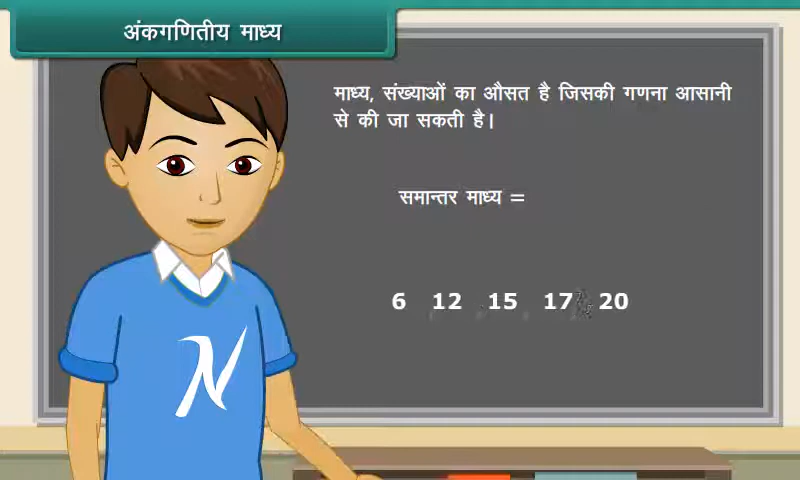 अंकगणितीय माध्य
माध्य, संख्याओं का औसत है जिसकी गणना आसानी
से की जा सकती है।
समान्तर माध्य =
6 12 15 17 20
N